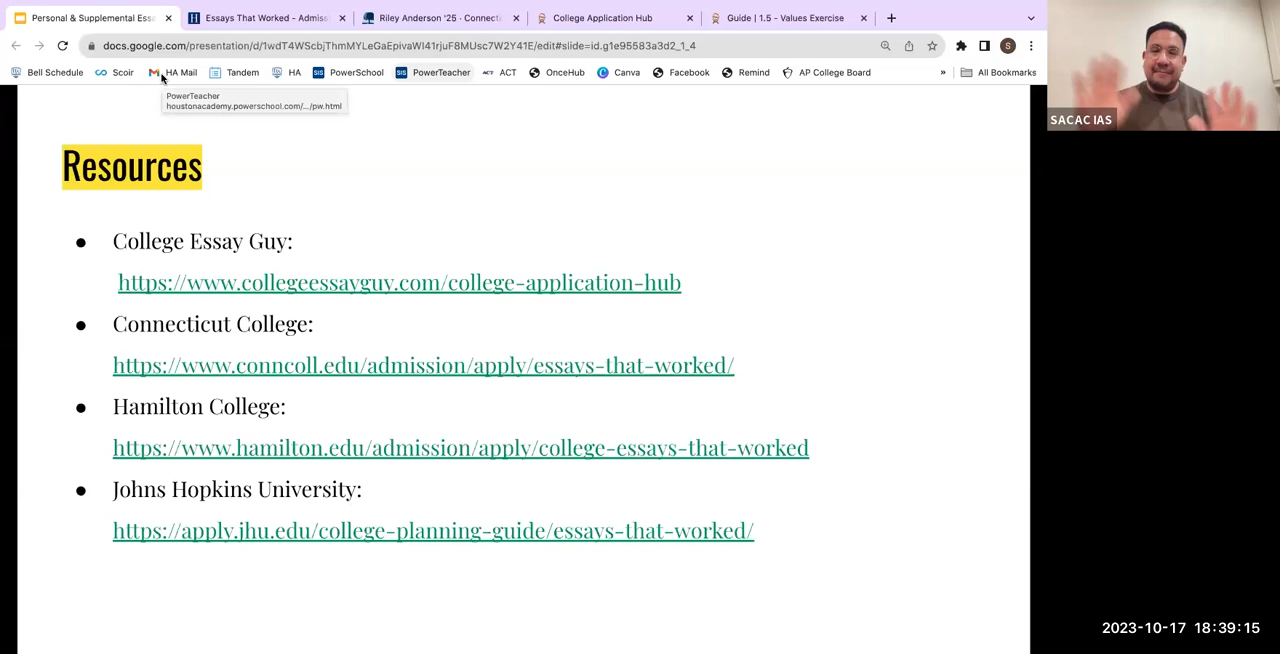 Personal & Supplemental Essa
Essays That Worked - Admiss
Riley Anderson '25 · Connecti
College Application Hub
Guide | 1.5 - Values Exercise
docs.google.com/presentation/d/1wdT4WScbjThmMYLeGaEpivaWI41rjuF8MUsc7W2Y41E/edit#slide=id.g1e95583a3d2_1_4
S
Bell Schedule
Scoir
HA Mail
Tandem
HA
SIS PowerSchool
SIS PowerTeacher
ACT ACT
OnceHub
Canva
Facebook
Remind
AP College Board
»
All Bookmarks
PowerTeacher
houstonacademy.powerschool.com/.../pw.html
SACAC IAS
Resources
● College Essay Guy:
https://www.collegeessayguy.com/college-application-hub
● Connecticut College:
https://www.conncoll.edu/admission/apply/essays-that-worked/
● Hamilton College:
https://www.hamilton.edu/admission/apply/college-essays-that-worked
● Johns Hopkins University:
https://apply.jhu.edu/college-planning-guide/essays-that-worked/
2023-10-17 18:39:15